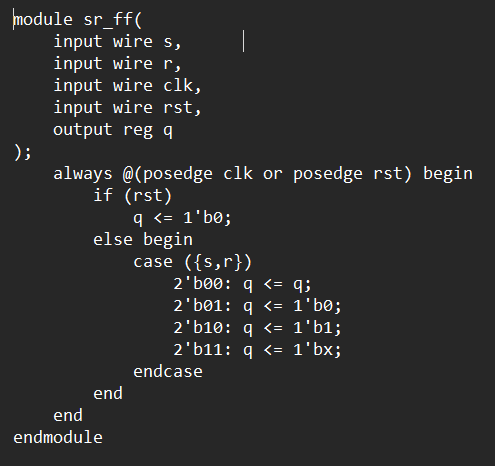 module sr_ff(
    input wire s,
    input wire r,
    input wire clk,
    input wire rst,
    output reg q
);
    always @(posedge clk or posedge rst) begin
        if (rst)
            q <= 1'b0;
        else begin
            case ({s,r})
                2'b00: q <= q;
                2'b01: q <= 1'b0;
                2'b10: q <= 1'b1;
                2'b11: q <= 1'bx;
            endcase
        end
    end
endmodule